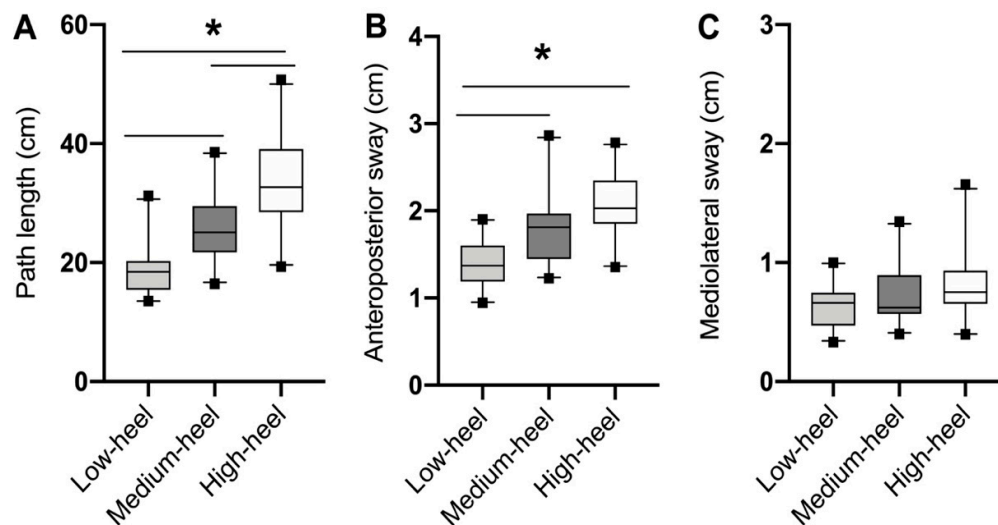 A
Path length (cm)
60
40
20
0
*
Low-heel
Medium-heel
High-heel
B
Anteroposterior sway (cm)
4
3
2
1
0
*
Low-heel
Medium-heel
High-heel
C
Mediolateral sway (cm)
3
2
1
0
Low-heel
Medium-heel
High-heel